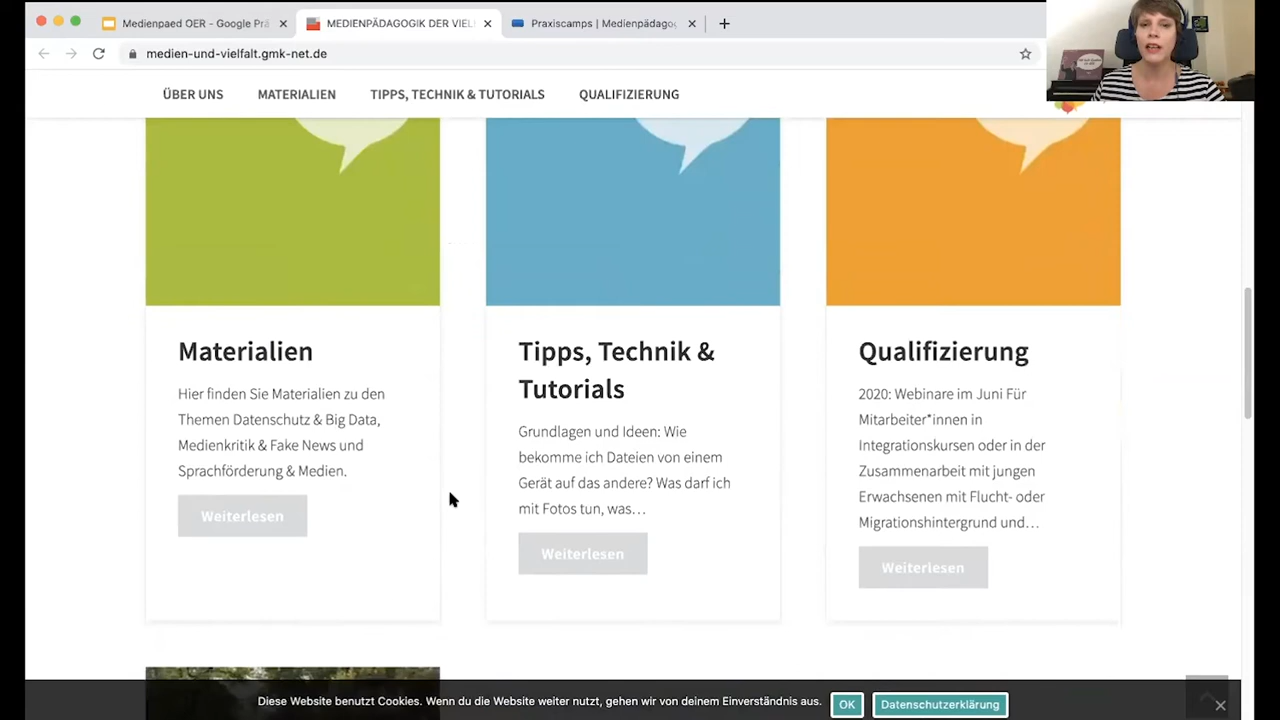 Medienpaed OER - Google Prä
MEDIENPÄDAGOGIK DER VIEL
Praxiscamps | Medienpädagog
medien-und-vielfalt.gmk-net.de
ÜBER UNS
MATERIALIEN
TIPPS, TECHNIK & TUTORIALS
QUALIFIZIERUNG
Materialien
Hier finden Sie Materialien zu den
Themen Datenschutz & Big Data,
Medienkritik & Fake News und
Sprachförderung & Medien.
Weiterlesen
Tipps, Technik &
Tutorials
Grundlagen und Ideen: Wie
bekomme ich Dateien von einem
Gerät auf das andere? Was darf ich
mit Fotos tun, was…
Weiterlesen
Qualifizierung
2020: Webinare im Juni Für
Mitarbeiter*innen in
Integrationskursen oder in der
Zusammenarbeit mit jungen
Erwachsenen mit Flucht- oder
Migrationshintergrund und…
Weiterlesen
Diese Website benutzt Cookies. Wenn du die Website weiter nutzt, gehen wir von deinem Einverständnis aus.
OK
Datenschutzerklärung